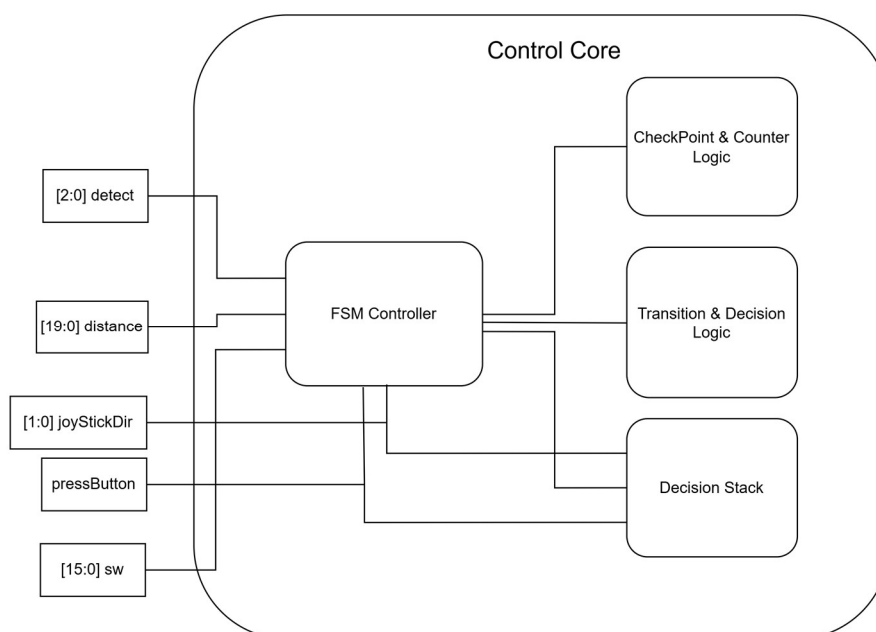 Control Core
CheckPoint & Counter
Logic
[2:0] detect
FSM Controller
[19:0] distance
Transition & Decision
Logic
[1:0] joyStickDir
pressButton
Decision Stack
[15:0] sw